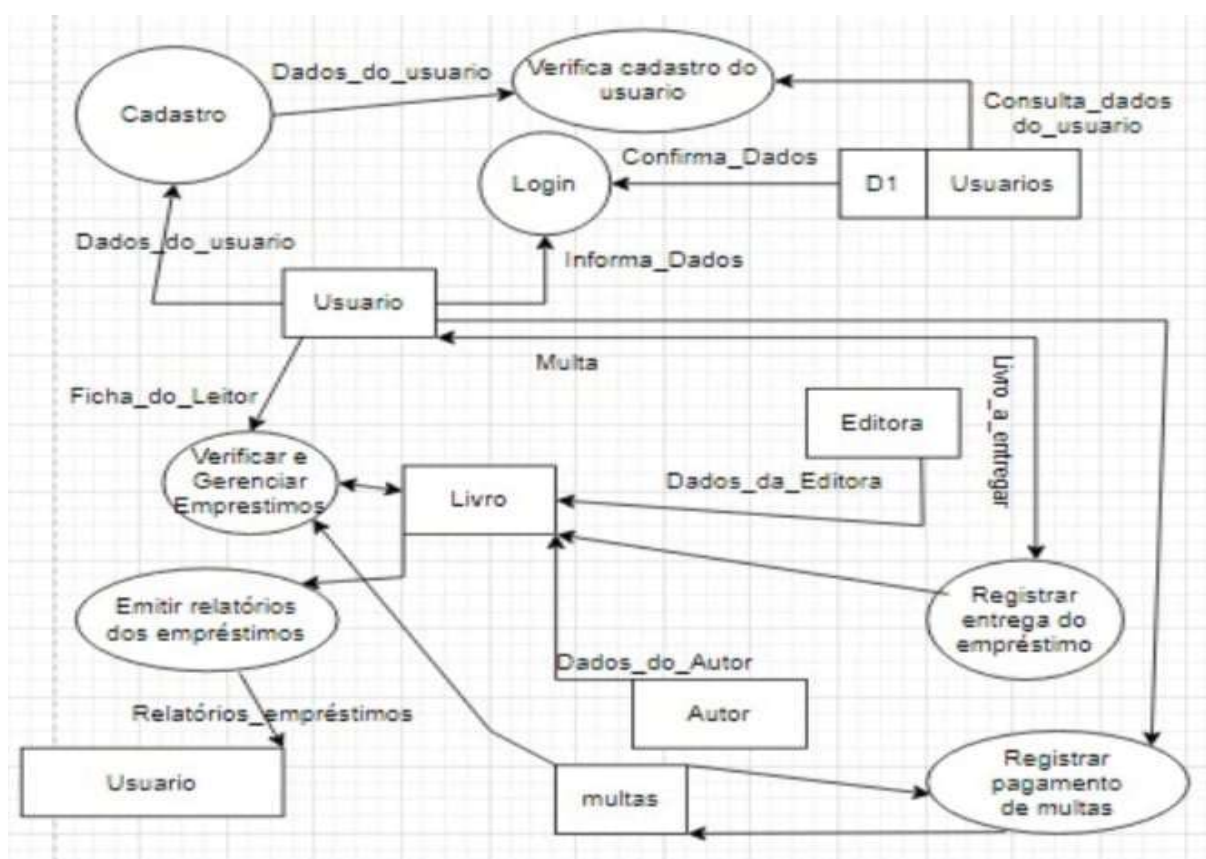 Dados_do_usuario
Verifica cadastro do
usuario
Cadastro
Consulta_dados
do_usuario
Confirma_Dados
Login
D1
Usuarios
Dados_do_usuario
Informa_Dados
Usuario
Multa
Livro_a_entregar
Ficha_do_Leitor
Editora
Verificar e
Gerenciar
Emprestimos
Livro
Dados_da_Editora
Emitir relatórios
dos empréstimos
Registrar
entrega do
empréstimo
Dados_do_Autor
Relatórios_empréstimos
Autor
Usuario
multas
Registrar
pagamento
de multas